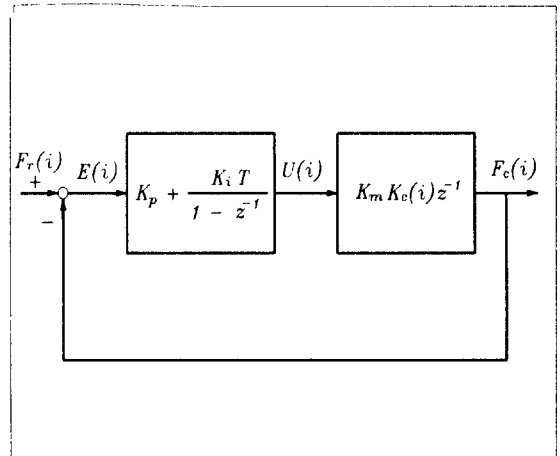 F_r(i)
+
−
E(i)
K_p + K_i T / 1 − z^{-1}
U(i)
K_m K_c(i) z^{-1}
F_c(i)